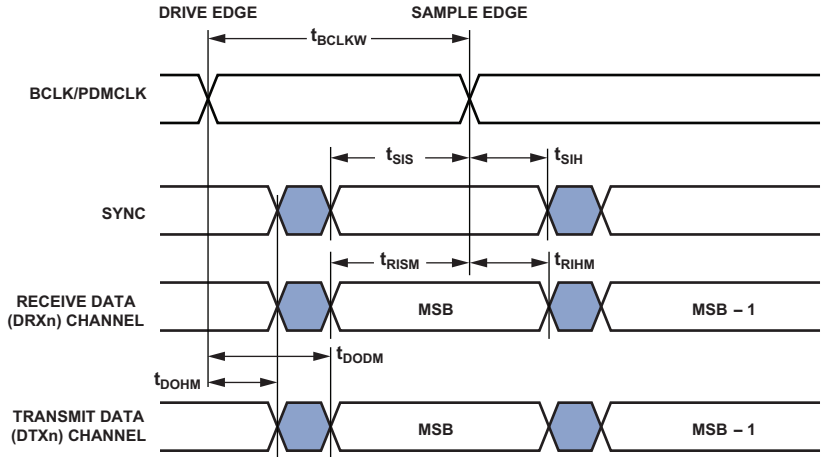 DRIVE EDGE SAMPLE EDGE
tBCLKW
BCLK/PDMCLK
tSIS tSIH
SYNC
tRISM tRIHM
RECEIVE DATA
(DRXn) CHANNEL
MSB MSB – 1
tDODM
tDOHM
TRANSMIT DATA
(DTXn) CHANNEL
MSB MSB – 1